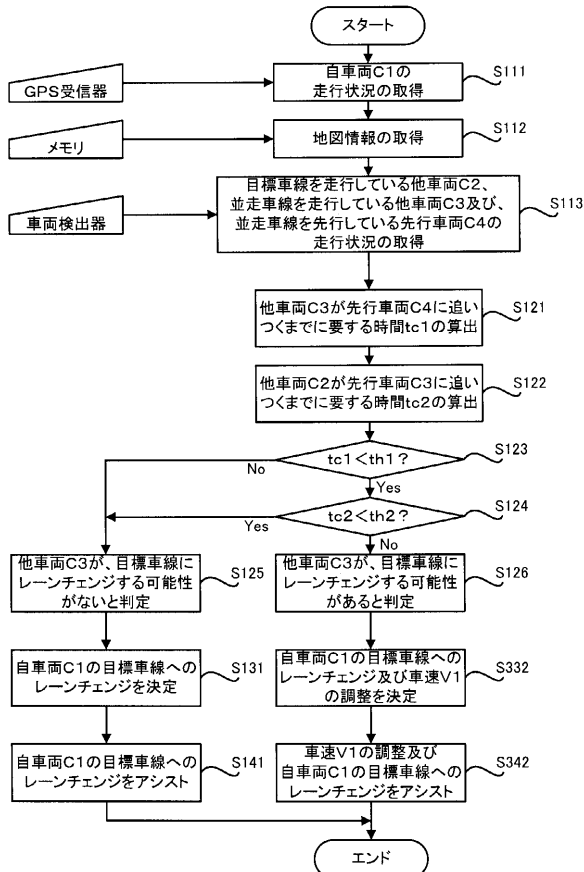 スタート
GPS受信器
自車両C1の
走行状況の取得
S111
メモリ
地図情報の取得
S112
車両検出器
目標車線を走行している他車両C2、
並走車線を走行している他車両C3及び、
並走車線を先行している先行車両C4の
走行状況の取得
S113
他車両C3が先行車両C4に追い
つくまでに要する時間tc1の算出
S121
他車両C2が先行車両C3に追い
つくまでに要する時間tc2の算出
S122
tc1<th1?
S123
No
Yes
tc2<th2?
S124
Yes
No
他車両C3が、目標車線に
レーンチェンジする可能性
がないと判定
S125
他車両C3が、目標車線に
レーンチェンジする可能性
があると判定
S126
自車両C1の目標車線への
レーンチェンジを決定
S131
自車両C1の目標車線への
レーンチェンジ及び車速V1
の調整を決定
S332
自車両C1の目標車線への
レーンチェンジをアシスト
S141
車速V1の調整及び
自車両C1の目標車線への
レーンチェンジをアシスト
S342
エンド